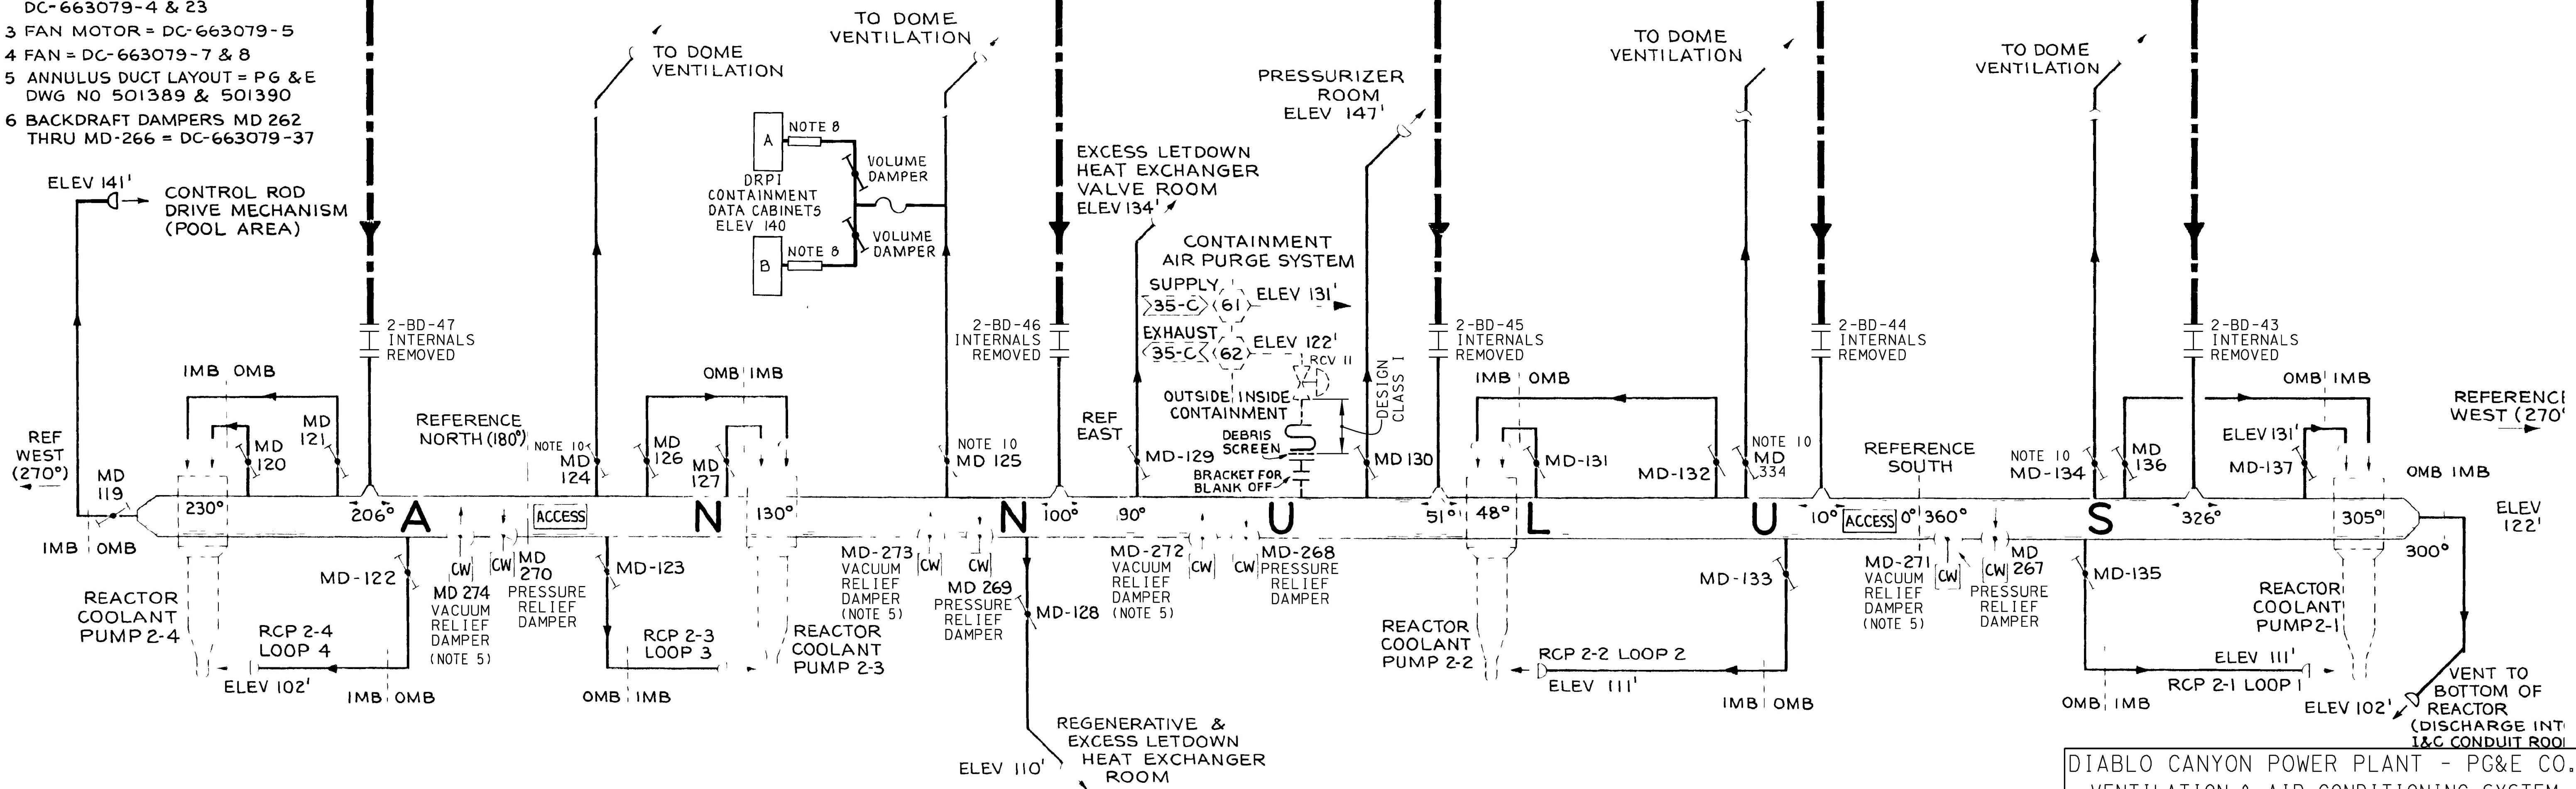 DC-663079-4 & 23
3 FAN MOTOR = DC-663079-5
4 FAN = DC-663079-7 & 8
5 ANNULUS DUCT LAYOUT = PG & E
DWG NO 501389 & 501390
6 BACKDRAFT DAMPERS MD 262
THRU MD-266 = DC-663079-37
TO DOME
VENTILATION
TO DOME
VENTILATION
TO DOME
VENTILATION
TO DOME
VENTILATION
PRESSURIZER
ROOM
ELEV 147'
ELEV 141'
CONTROL ROD
DRIVE MECHANISM
(POOL AREA)
A
NOTE 8
VOLUME
DAMPER
DRPI
CONTAINMENT
DATA CABINETS
ELEV 140
VOLUME
DAMPER
B
NOTE 8
EXCESS LETDOWN
HEAT EXCHANGER
VALVE ROOM
ELEV 134'
CONTAINMENT
AIR PURGE SYSTEM
SUPPLY
35-C
61
ELEV 131'
EXHAUST
35-C
62
ELEV 122'
RCV 11
DESIGN
CLASS I
OUTSIDE INSIDE
CONTAINMENT
DEBRIS
SCREEN
BRACKET FOR
BLANK OFF
2-BD-47
INTERNALS
REMOVED
2-BD-46
INTERNALS
REMOVED
2-BD-45
INTERNALS
REMOVED
2-BD-44
INTERNALS
REMOVED
2-BD-43
INTERNALS
REMOVED
IMB OMB
OMB IMB
IMB OMB
OMB IMB
REF
WEST
(270°)
MD
119
MD
120
MD
121
REFERENCE
NORTH (180°)
NOTE 10
MD
124
MD
126
MD
127
NOTE 10
MD 125
REF
EAST
MD-129
MD 130
MD-131
MD-132
NOTE 10
MD
334
REFERENCE
SOUTH
NOTE 10
MD-134
MD
136
ELEV 131'
MD-137
OMB IMB
REFERENCE
WEST (270°
IMB OMB
230°
206°
A
ACCESS
N
130°
N
100°
90°
U
51°
48°
L
U
10°
ACCESS
0°
360°
S
326°
305°
ELEV
122'
300°
MD-122
CW
MD 274
VACUUM
RELIEF
DAMPER
(NOTE 5)
CW
MD
270
PRESSURE
RELIEF
DAMPER
MD-123
MD-273
VACUUM
RELIEF
DAMPER
(NOTE 5)
CW
CW
MD 269
PRESSURE
RELIEF
DAMPER
MD-128
MD-272
VACUUM
RELIEF
DAMPER
(NOTE 5)
CW
CW
MD-268
PRESSURE
RELIEF
DAMPER
MD-133
MD-271
VACUUM
RELIEF
DAMPER
(NOTE 5)
CW
CW
MD
267
PRESSURE
RELIEF
DAMPER
MD-135
REACTOR
COOLANT
PUMP 2-4
RCP 2-4
LOOP 4
ELEV 102'
IMB OMB
RCP 2-3
LOOP 3
OMB IMB
REACTOR
COOLANT
PUMP 2-3
REACTOR
COOLANT
PUMP 2-2
RCP 2-2 LOOP 2
ELEV 111'
IMB OMB
REACTOR
COOLANT
PUMP 2-1
ELEV 111'
RCP 2-1 LOOP 1
OMB IMB
ELEV 110'
REGENERATIVE &
EXCESS LETDOWN
HEAT EXCHANGER
ROOM
VENT TO
BOTTOM OF
REACTOR
(DISCHARGE INT
I&C CONDUIT ROO
ELEV 102'
DIABLO CANYON POWER PLANT - PG&E CO.
VENTILATION & AIR CONDITIONING SYSTEM